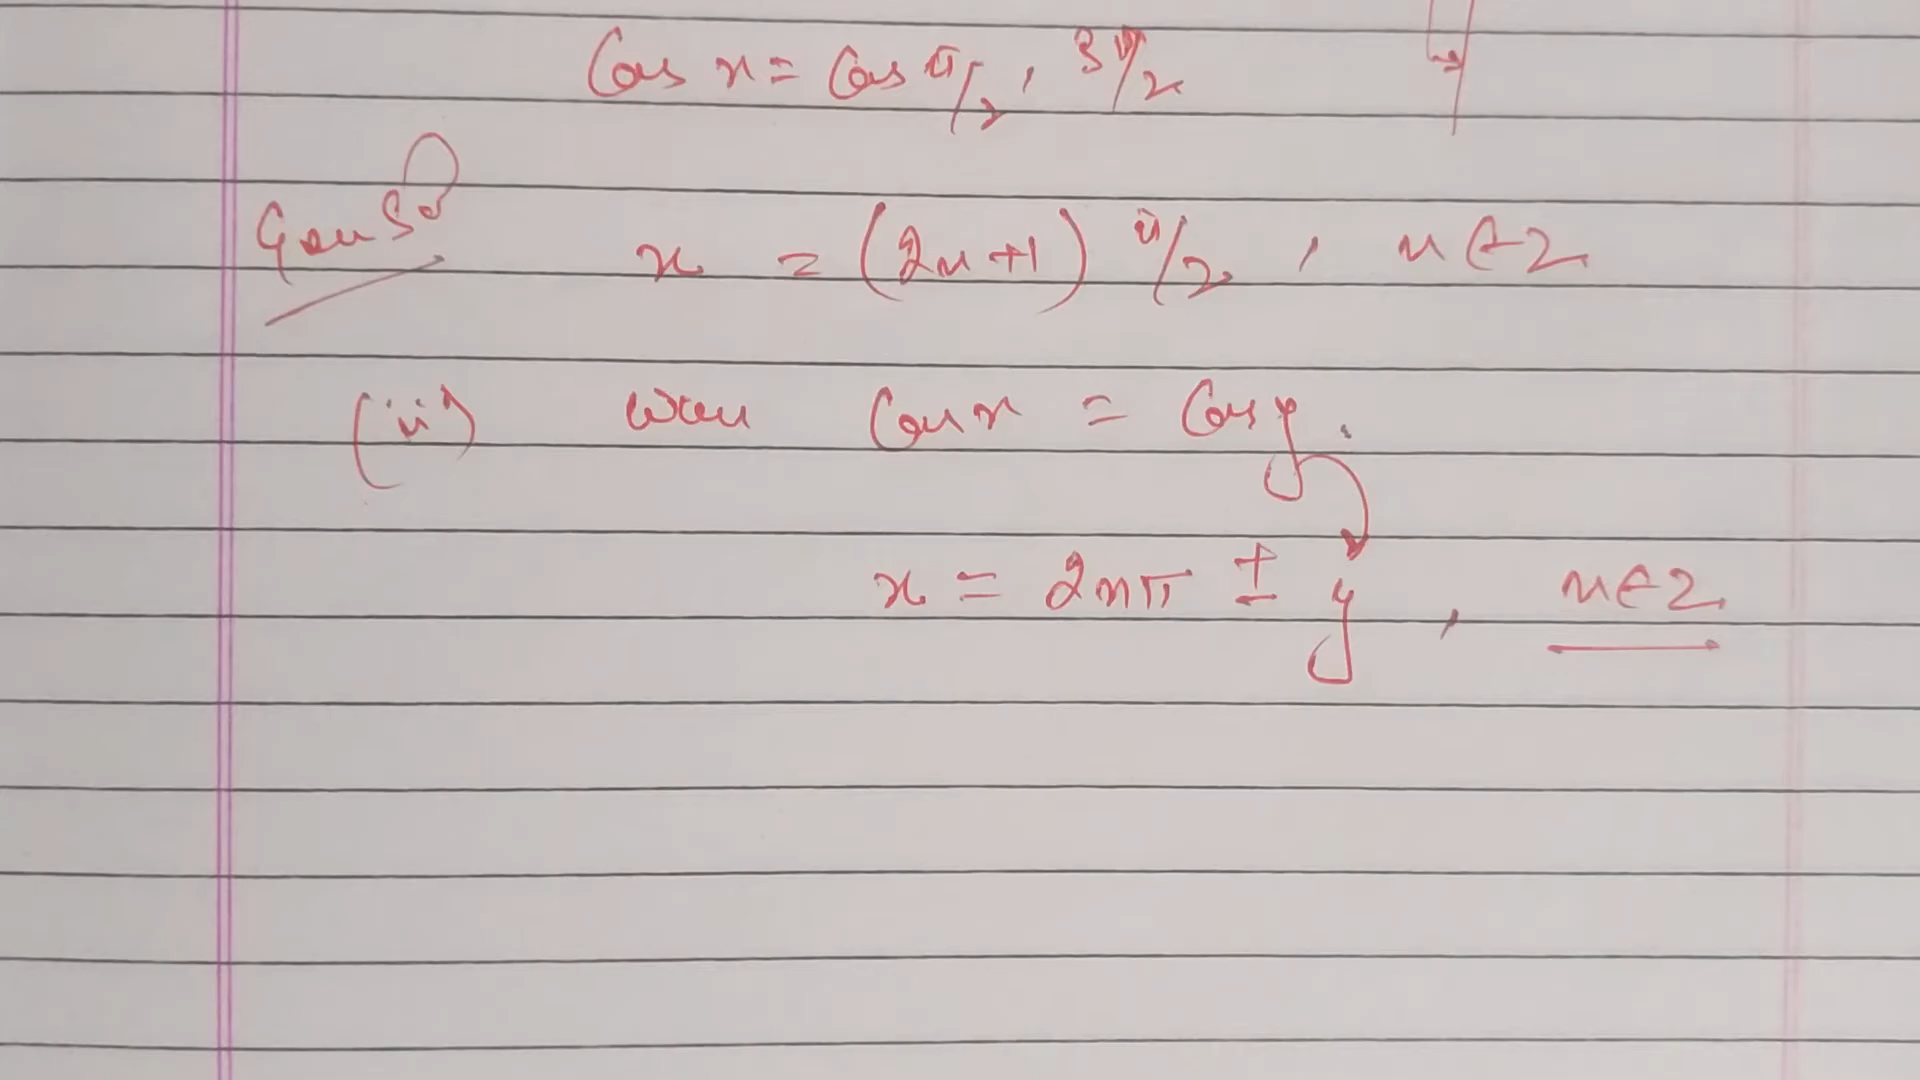 Cos x = Cos π/2, 3π/2
Gen Sol
x = (2n+1) π/2, n ∈ Z
(ii) when Cos x = Cos y.
x = 2nπ ± y, n ∈ Z